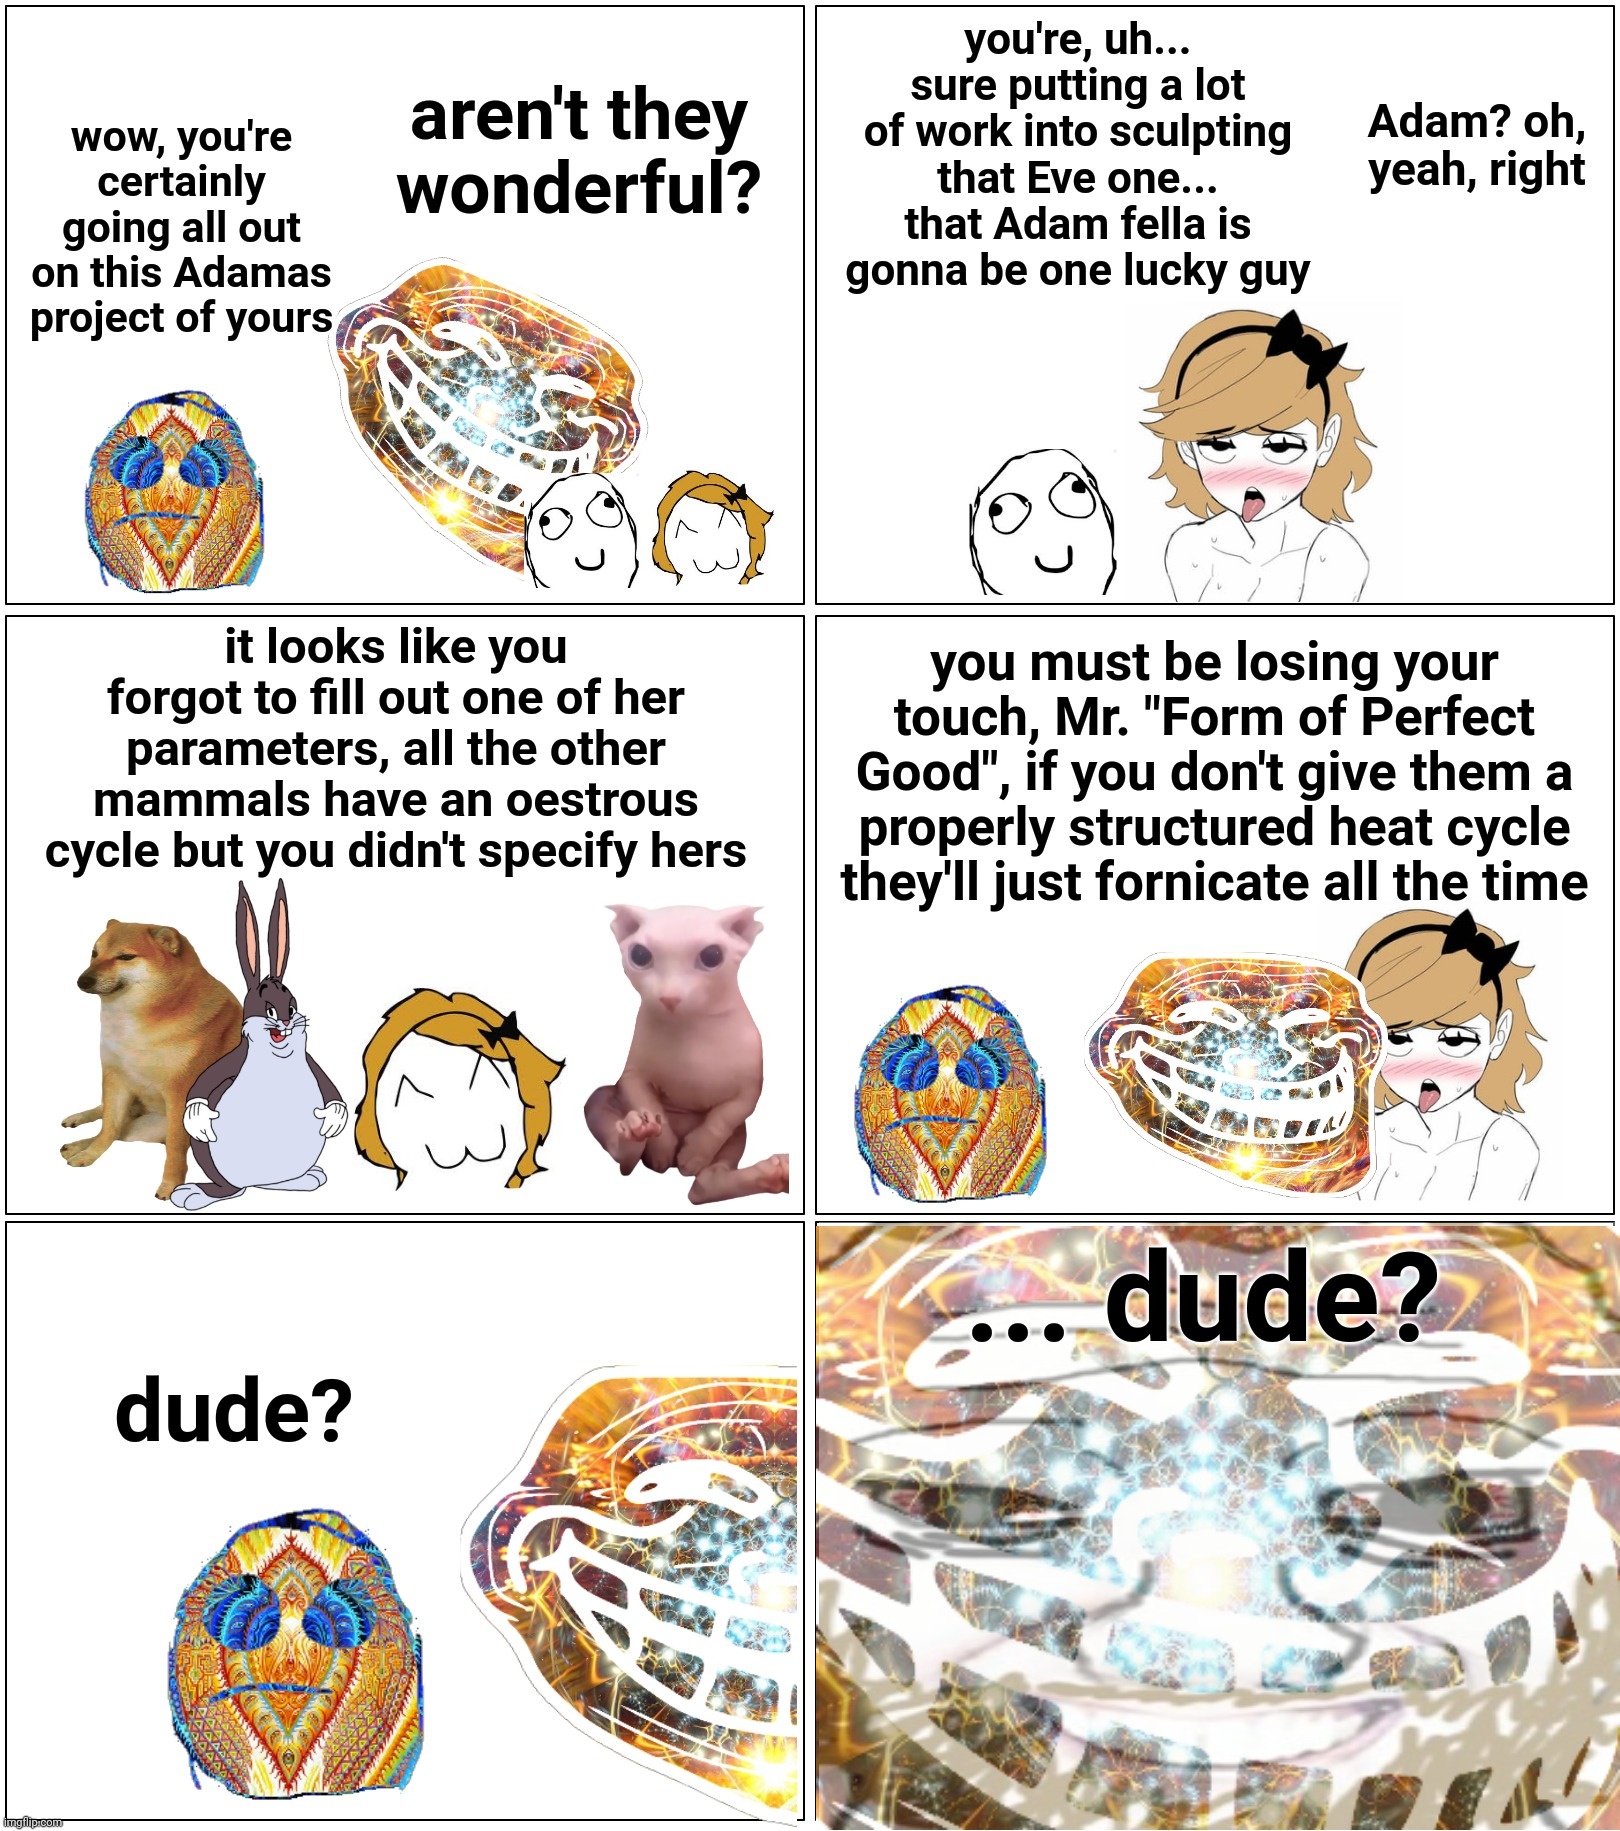 wow, you're
certainly
going all out
on this Adamas
project of yours
aren't they
wonderful?
you're, uh...
sure putting a lot
of work into sculpting
that Eve one...
that Adam fella is
gonna be one lucky guy
Adam? oh,
yeah, right
it looks like you
forgot to fill out one of her
parameters, all the other
mammals have an oestrous
cycle but you didn't specify hers
you must be losing your
touch, Mr. "Form of Perfect
Good", if you don't give them a
properly structured heat cycle
they'll just fornicate all the time
dude?
... dude?
imgflip.com